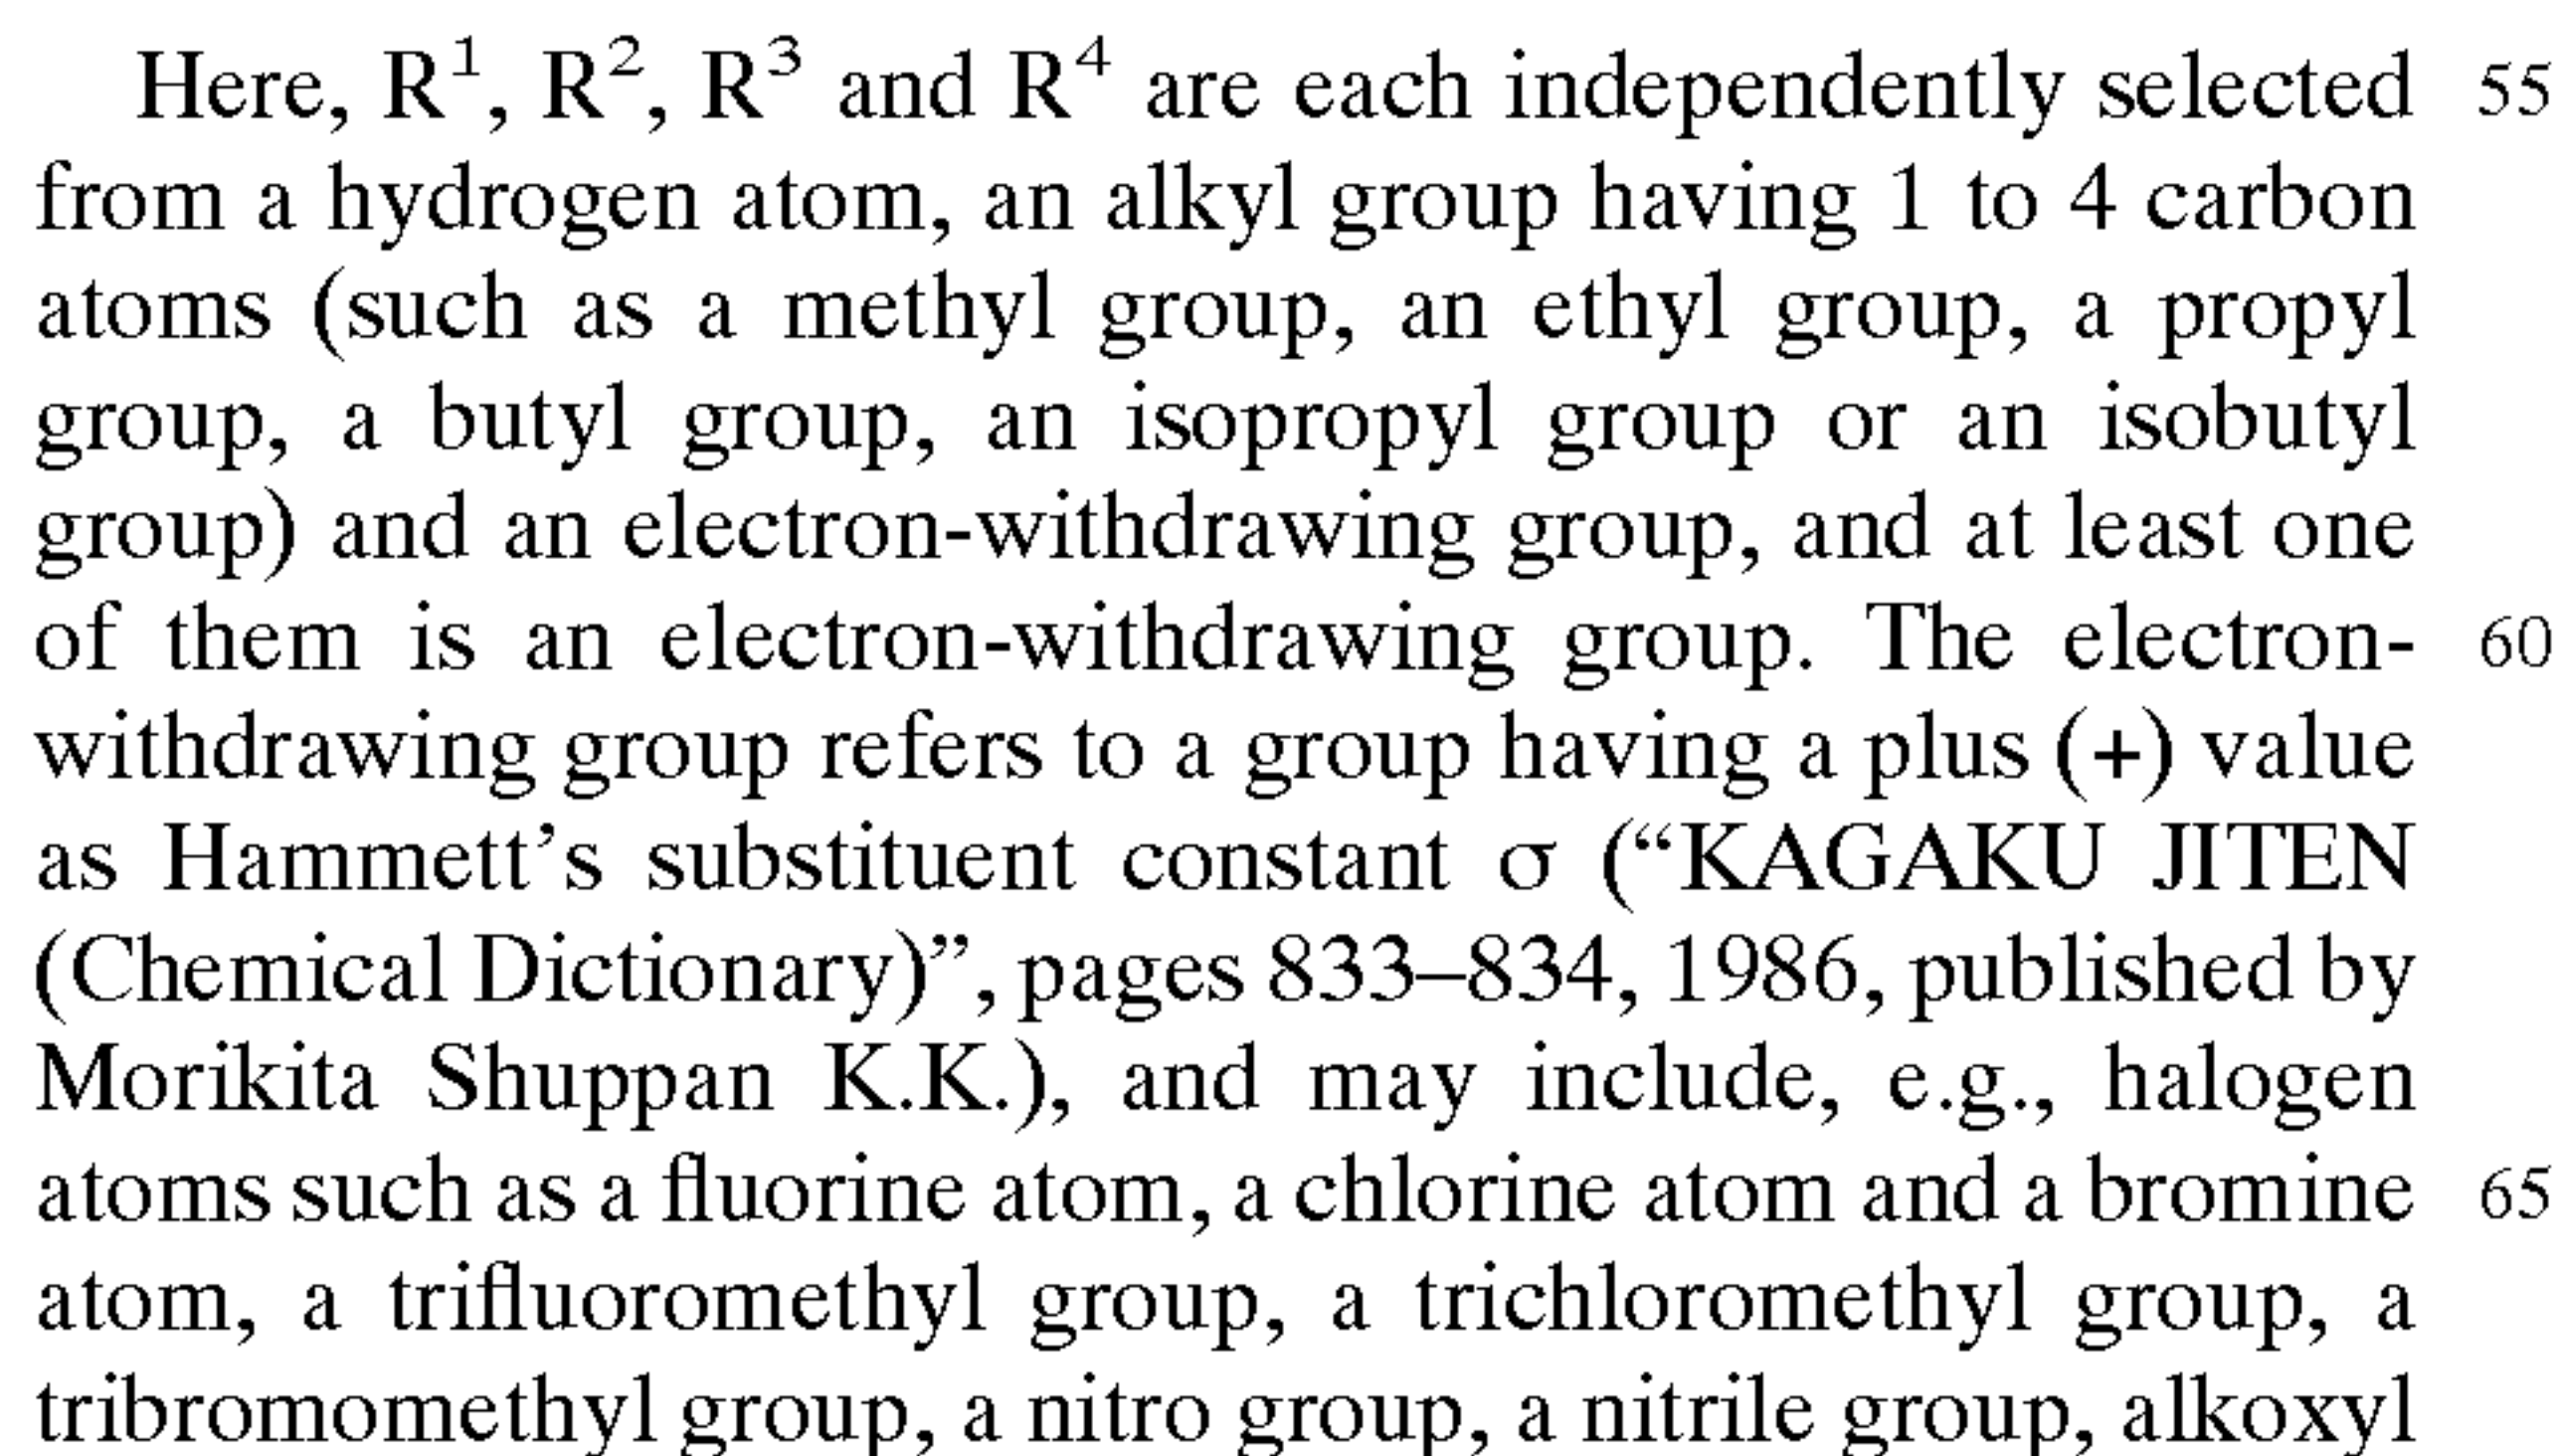 Here, R¹, R², R³ and R⁴ are each independently selected 55
from a hydrogen atom, an alkyl group having 1 to 4 carbon
atoms (such as a methyl group, an ethyl group, a propyl
group, a butyl group, an isopropyl group or an isobutyl
group) and an electron-withdrawing group, and at least one
of them is an electron-withdrawing group. The electron- 60
withdrawing group refers to a group having a plus (+) value
as Hammett’s substituent constant σ (“KAGAKU JITEN
(Chemical Dictionary)”, pages 833–834, 1986, published by
Morikita Shuppan K.K.), and may include, e.g., halogen
atoms such as a fluorine atom, a chlorine atom and a bromine 65
atom, a trifluoromethyl group, a trichloromethyl group, a
tribromomethyl group, a nitro group, a nitrile group, alkoxyl